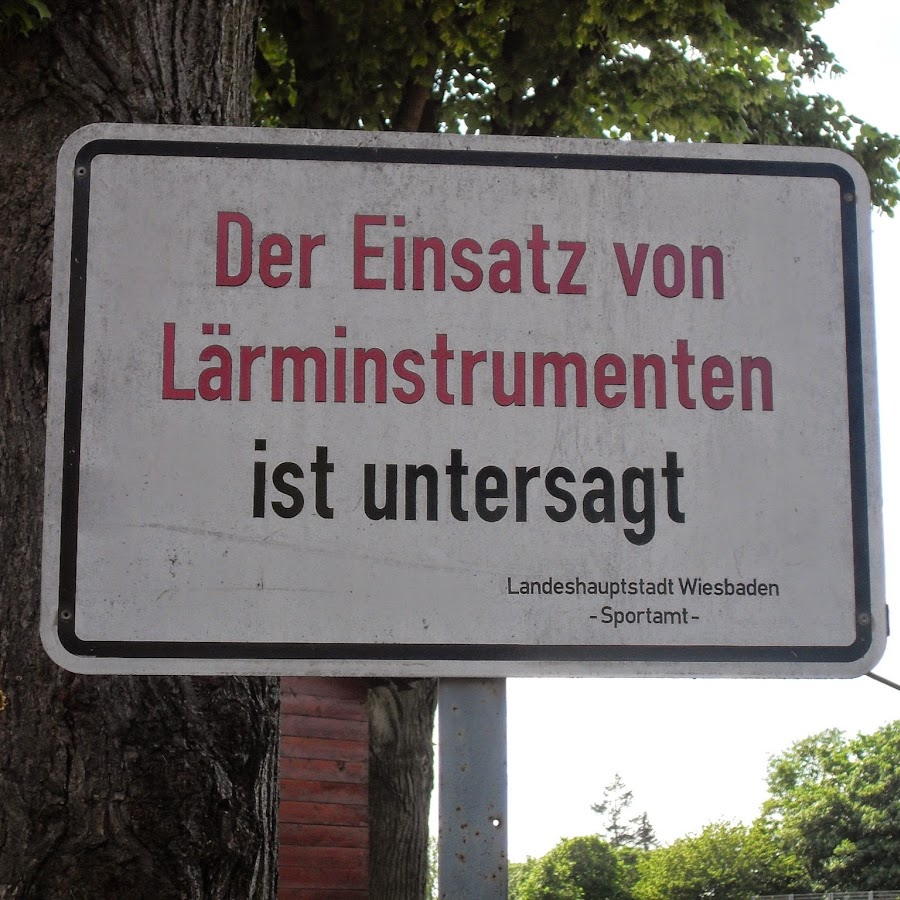 Der Einsatz von
Lärminstrumenten
ist untersagt
Landeshauptstadt Wiesbaden
-Sportamt-